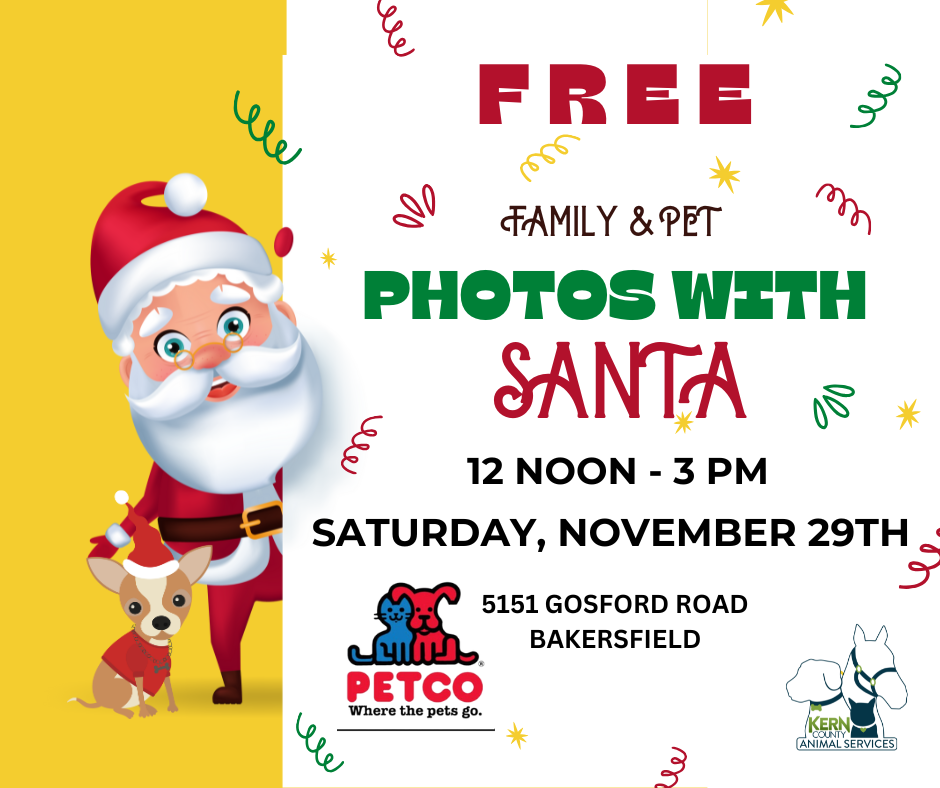 FREE
FAMILY & PET
PHOTOS WITH
SANTA
12 NOON - 3 PM
SATURDAY, NOVEMBER 29TH
5151 GOSFORD ROAD
BAKERSFIELD
PETCO®
Where the pets go.
KERN
COUNTY
ANIMAL SERVICES